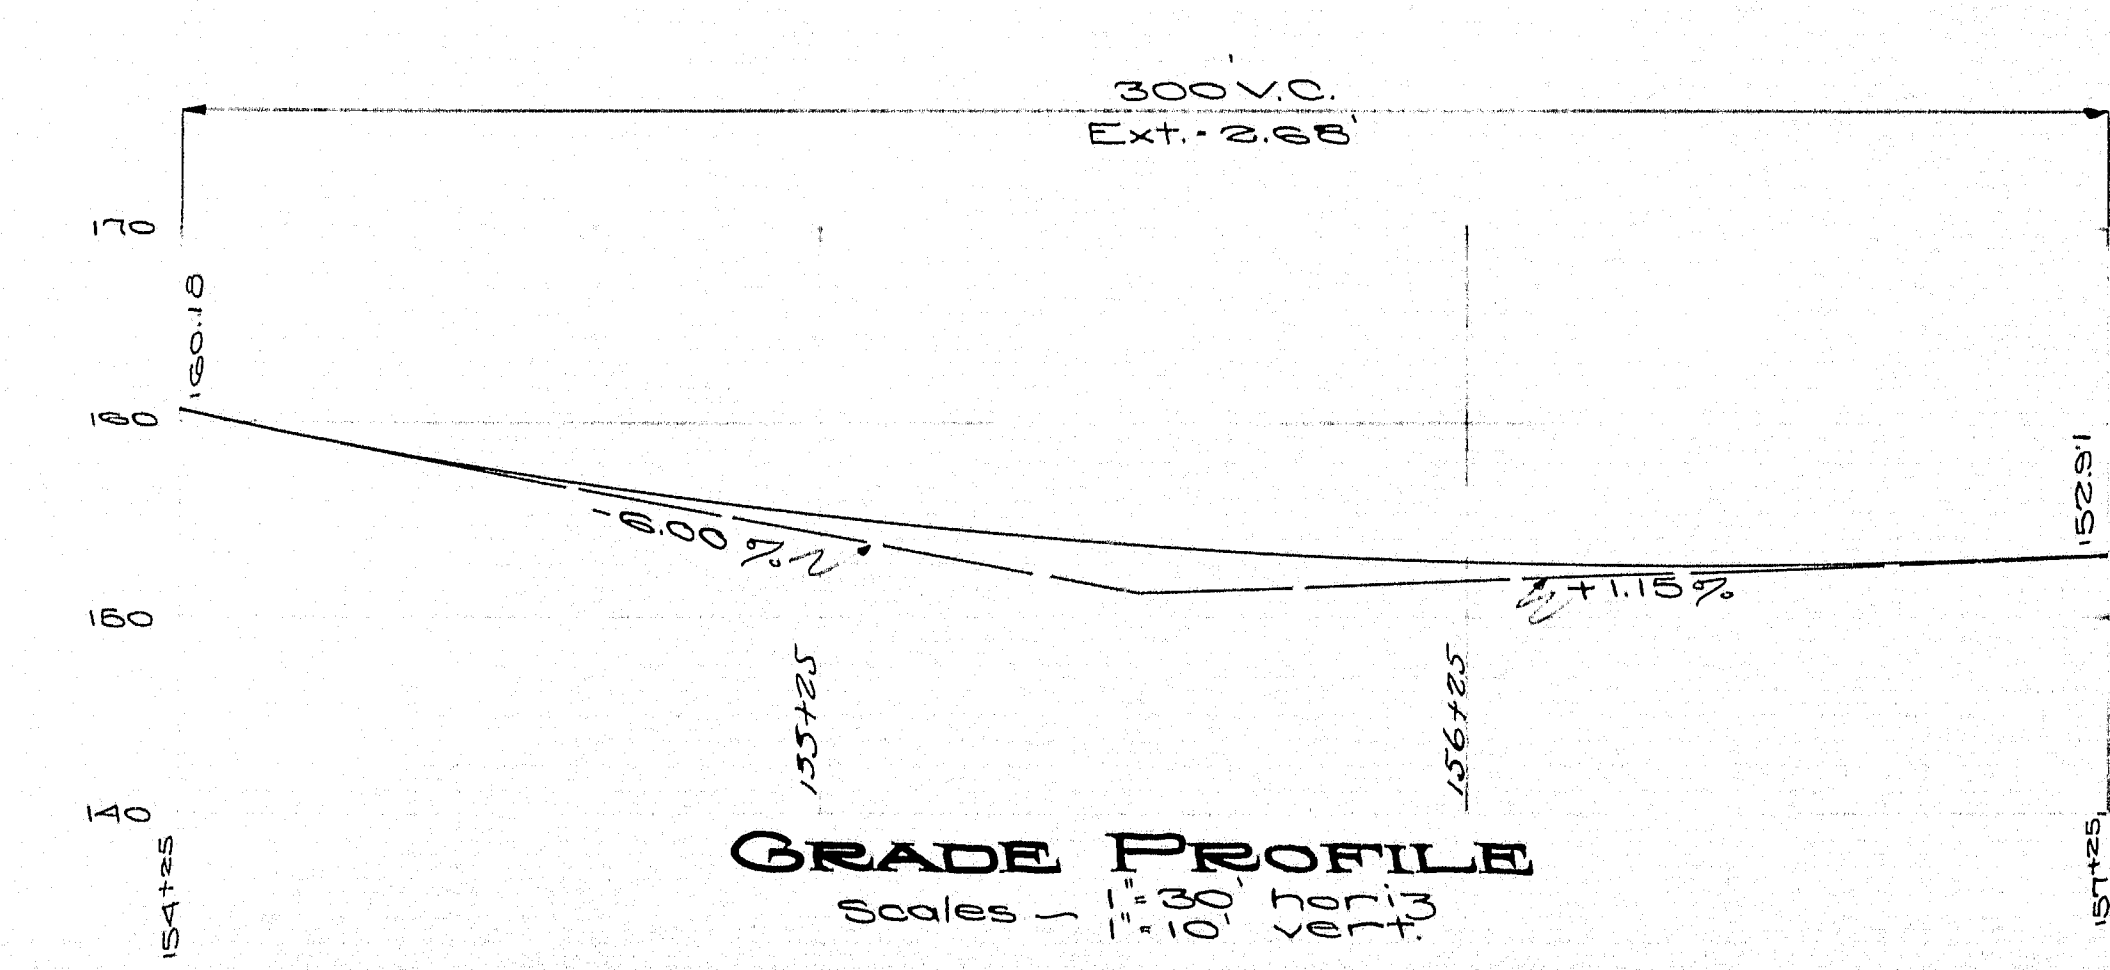 300' V.C.
Ext. - 2.68'
170
160.18
160
152.91
-6.00 %
+1.15 %
150
155+25
156+25
140
154+25
157+25
GRADE PROFILE
Scales — 1"=30' horiz
1"=10' vert.